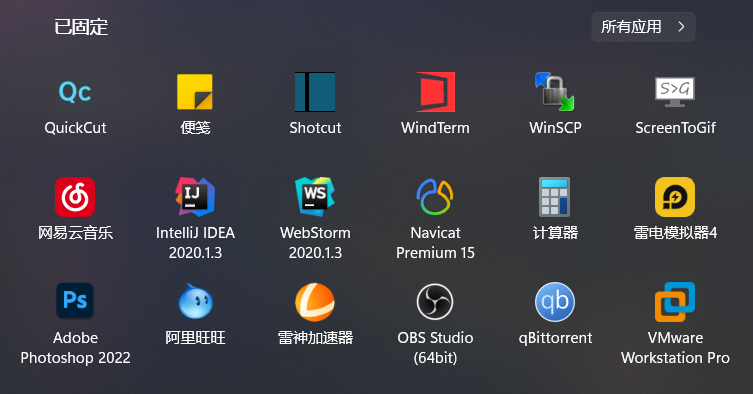 已固定
所有应用
Qc
QuickCut
便笺
Shotcut
WindTerm
WinSCP
S>G
ScreenToGif
网易云音乐
IJ
IntelliJ IDEA
2020.1.3
WS
WebStorm
2020.1.3
Navicat
Premium 15
计算器
雷电模拟器4
Ps
Adobe
Photoshop 2022
阿里旺旺
雷神加速器
OBS Studio
(64bit)
qb
qBittorrent
VMware
Workstation Pro